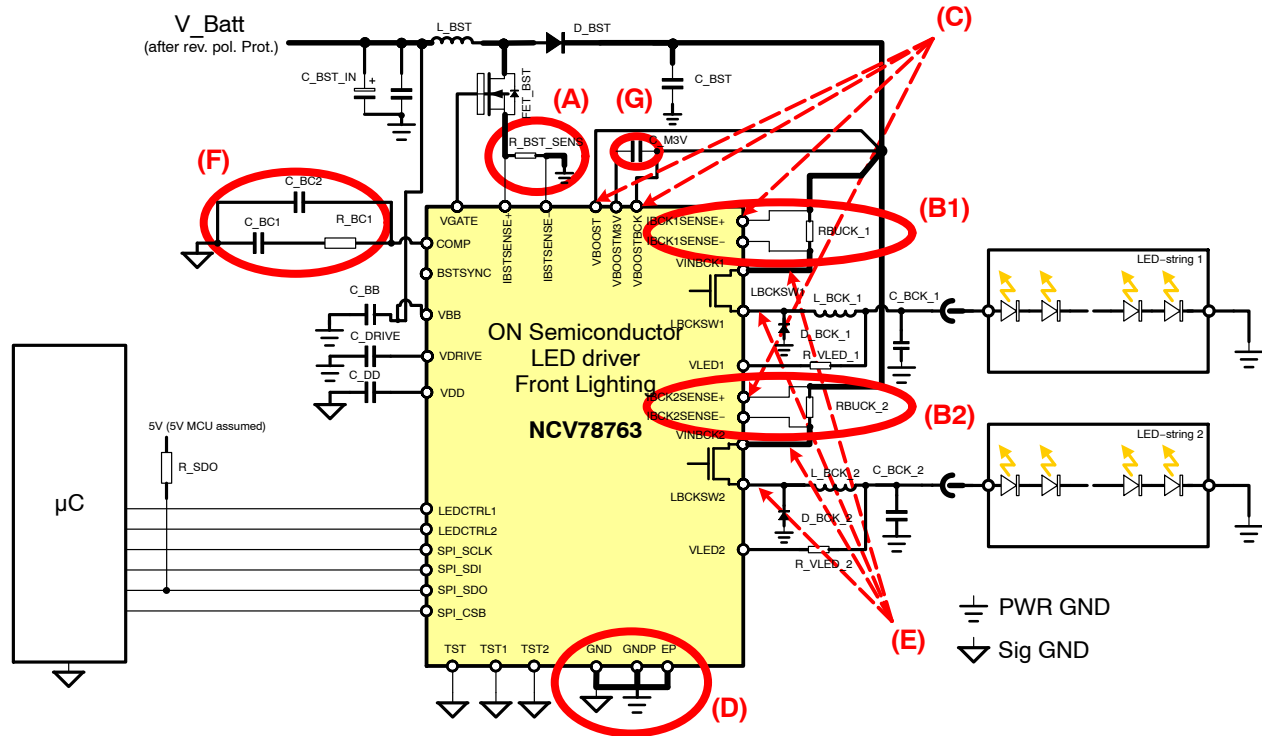 V_Batt
(after rev. pol. Prot.)
L_BST
D_BST
(C)
C_BST_IN
+
C_BST
FET_BST
(A)
(G)
R_BST_SENS
C_M3V
(F)
C_BC2
C_BC1
R_BC1
VGATE
IBSTSENSE+
IBSTSENSE−
VBOOST
VBOOSTM3V
VBOOSTBCK
IBCK1SENSE+
IBCK1SENSE−
RBUCK_1
(B1)
COMP
BSTSYNC
VINBCK1
LED−string 1
C_BB
VBB
LBCKSW1
L_BCK_1
C_BCK_1
LBCKSW1
D_BCK_1
ON Semiconductor
LED driver
Front Lighting
NCV78763
C_DRIVE
VDRIVE
R_VLED_1
VLED1
C_DD
VDD
IBCK2SENSE+
IBCK2SENSE−
RBUCK_2
(B2)
5V (5V MCU assumed)
R_SDO
VINBCK2
LED−string 2
L_BCK_2
C_BCK_2
LBCKSW2
D_BCK_2
µC
LEDCTRL1
LEDCTRL2
SPI_SCLK
SPI_SDI
SPI_SDO
SPI_CSB
VLED2
R_VLED_2
PWR GND
Sig GND
(E)
TST
TST1
TST2
GND
GNDP
EP
(D)